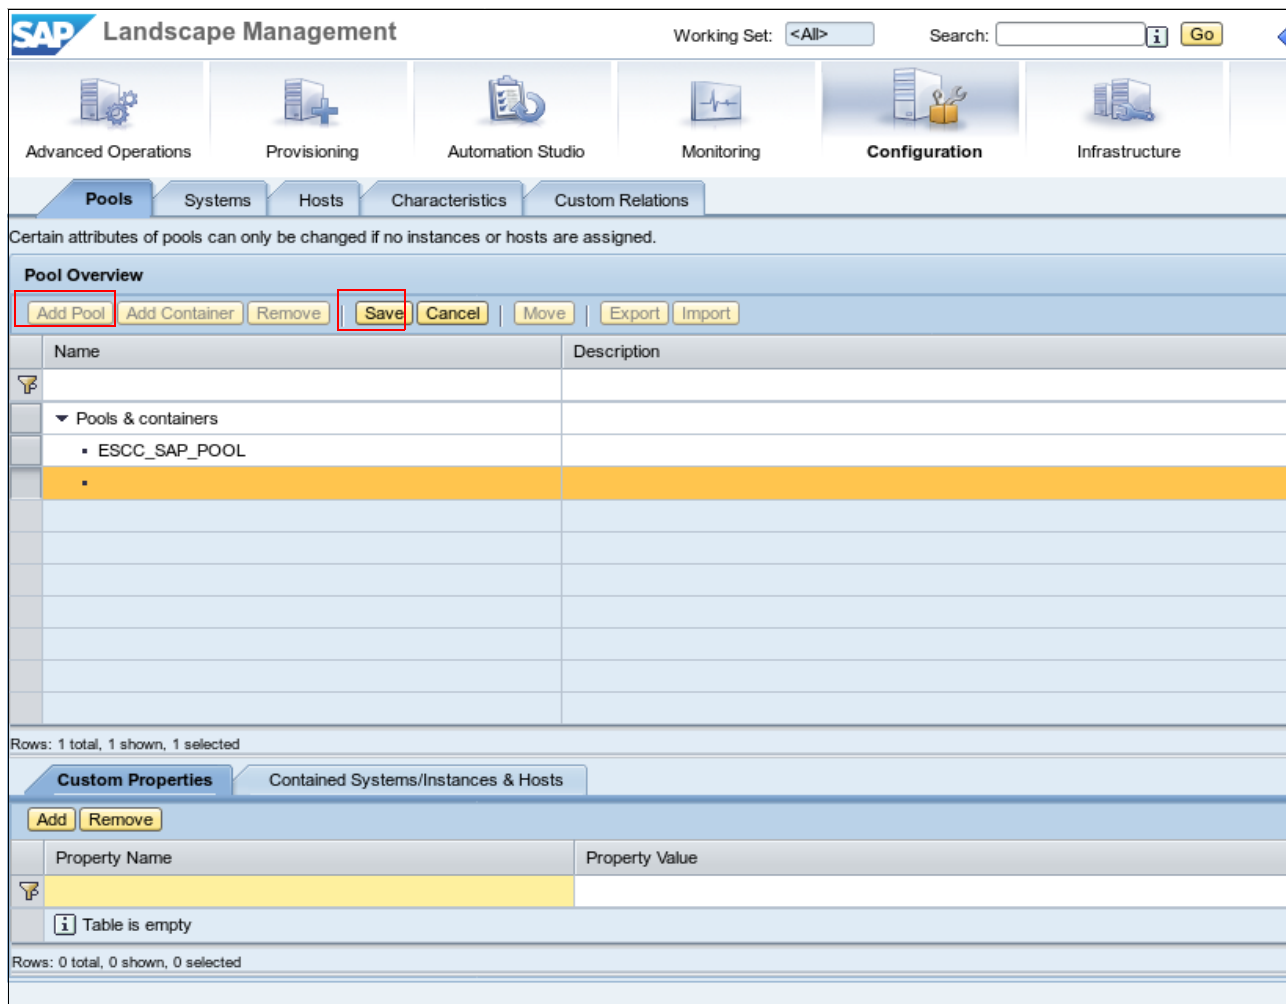 SAP Landscape Management Working Set: <All> Search: Go
Advanced Operations Provisioning Automation Studio Monitoring Configuration Infrastructure
Pools Systems Hosts Characteristics Custom Relations
Certain attributes of pools can only be changed if no instances or hosts are assigned.
Pool Overview
Add Pool Add Container Remove Save Cancel Move Export Import
Name Description
Pools & containers
ESCC_SAP_POOL
Rows: 1 total, 1 shown, 1 selected
Custom Properties Contained Systems/Instances & Hosts
Add Remove
Property Name Property Value
Table is empty
Rows: 0 total, 0 shown, 0 selected